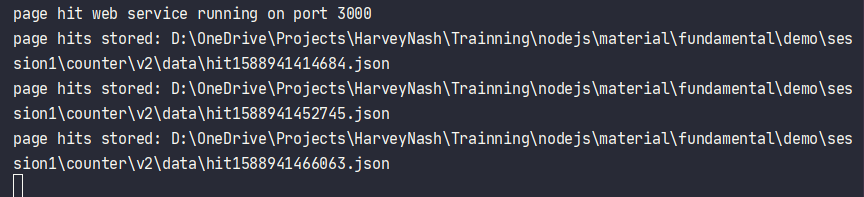 page hit web service running on port 3000
page hits stored: D:\OneDrive\Projects\HarveyNash\Trainning\nodejs\material\fundamental\demo\ses
sion1\counter\v2\data\hit1588941414684.json
page hits stored: D:\OneDrive\Projects\HarveyNash\Trainning\nodejs\material\fundamental\demo\ses
sion1\counter\v2\data\hit1588941452745.json
page hits stored: D:\OneDrive\Projects\HarveyNash\Trainning\nodejs\material\fundamental\demo\ses
sion1\counter\v2\data\hit1588941466063.json